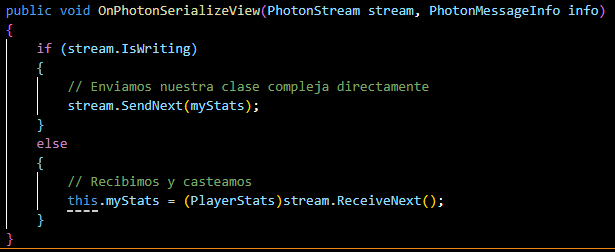 public void OnPhotonSerializeView(PhotonStream stream, PhotonMessageInfo info)
{
if (stream.IsWriting)
{
// Enviamos nuestra clase compleja directamente
stream.SendNext(myStats);
}
else
{
// Recibimos y casteamos
this.myStats = (PlayerStats)stream.ReceiveNext();
}
}